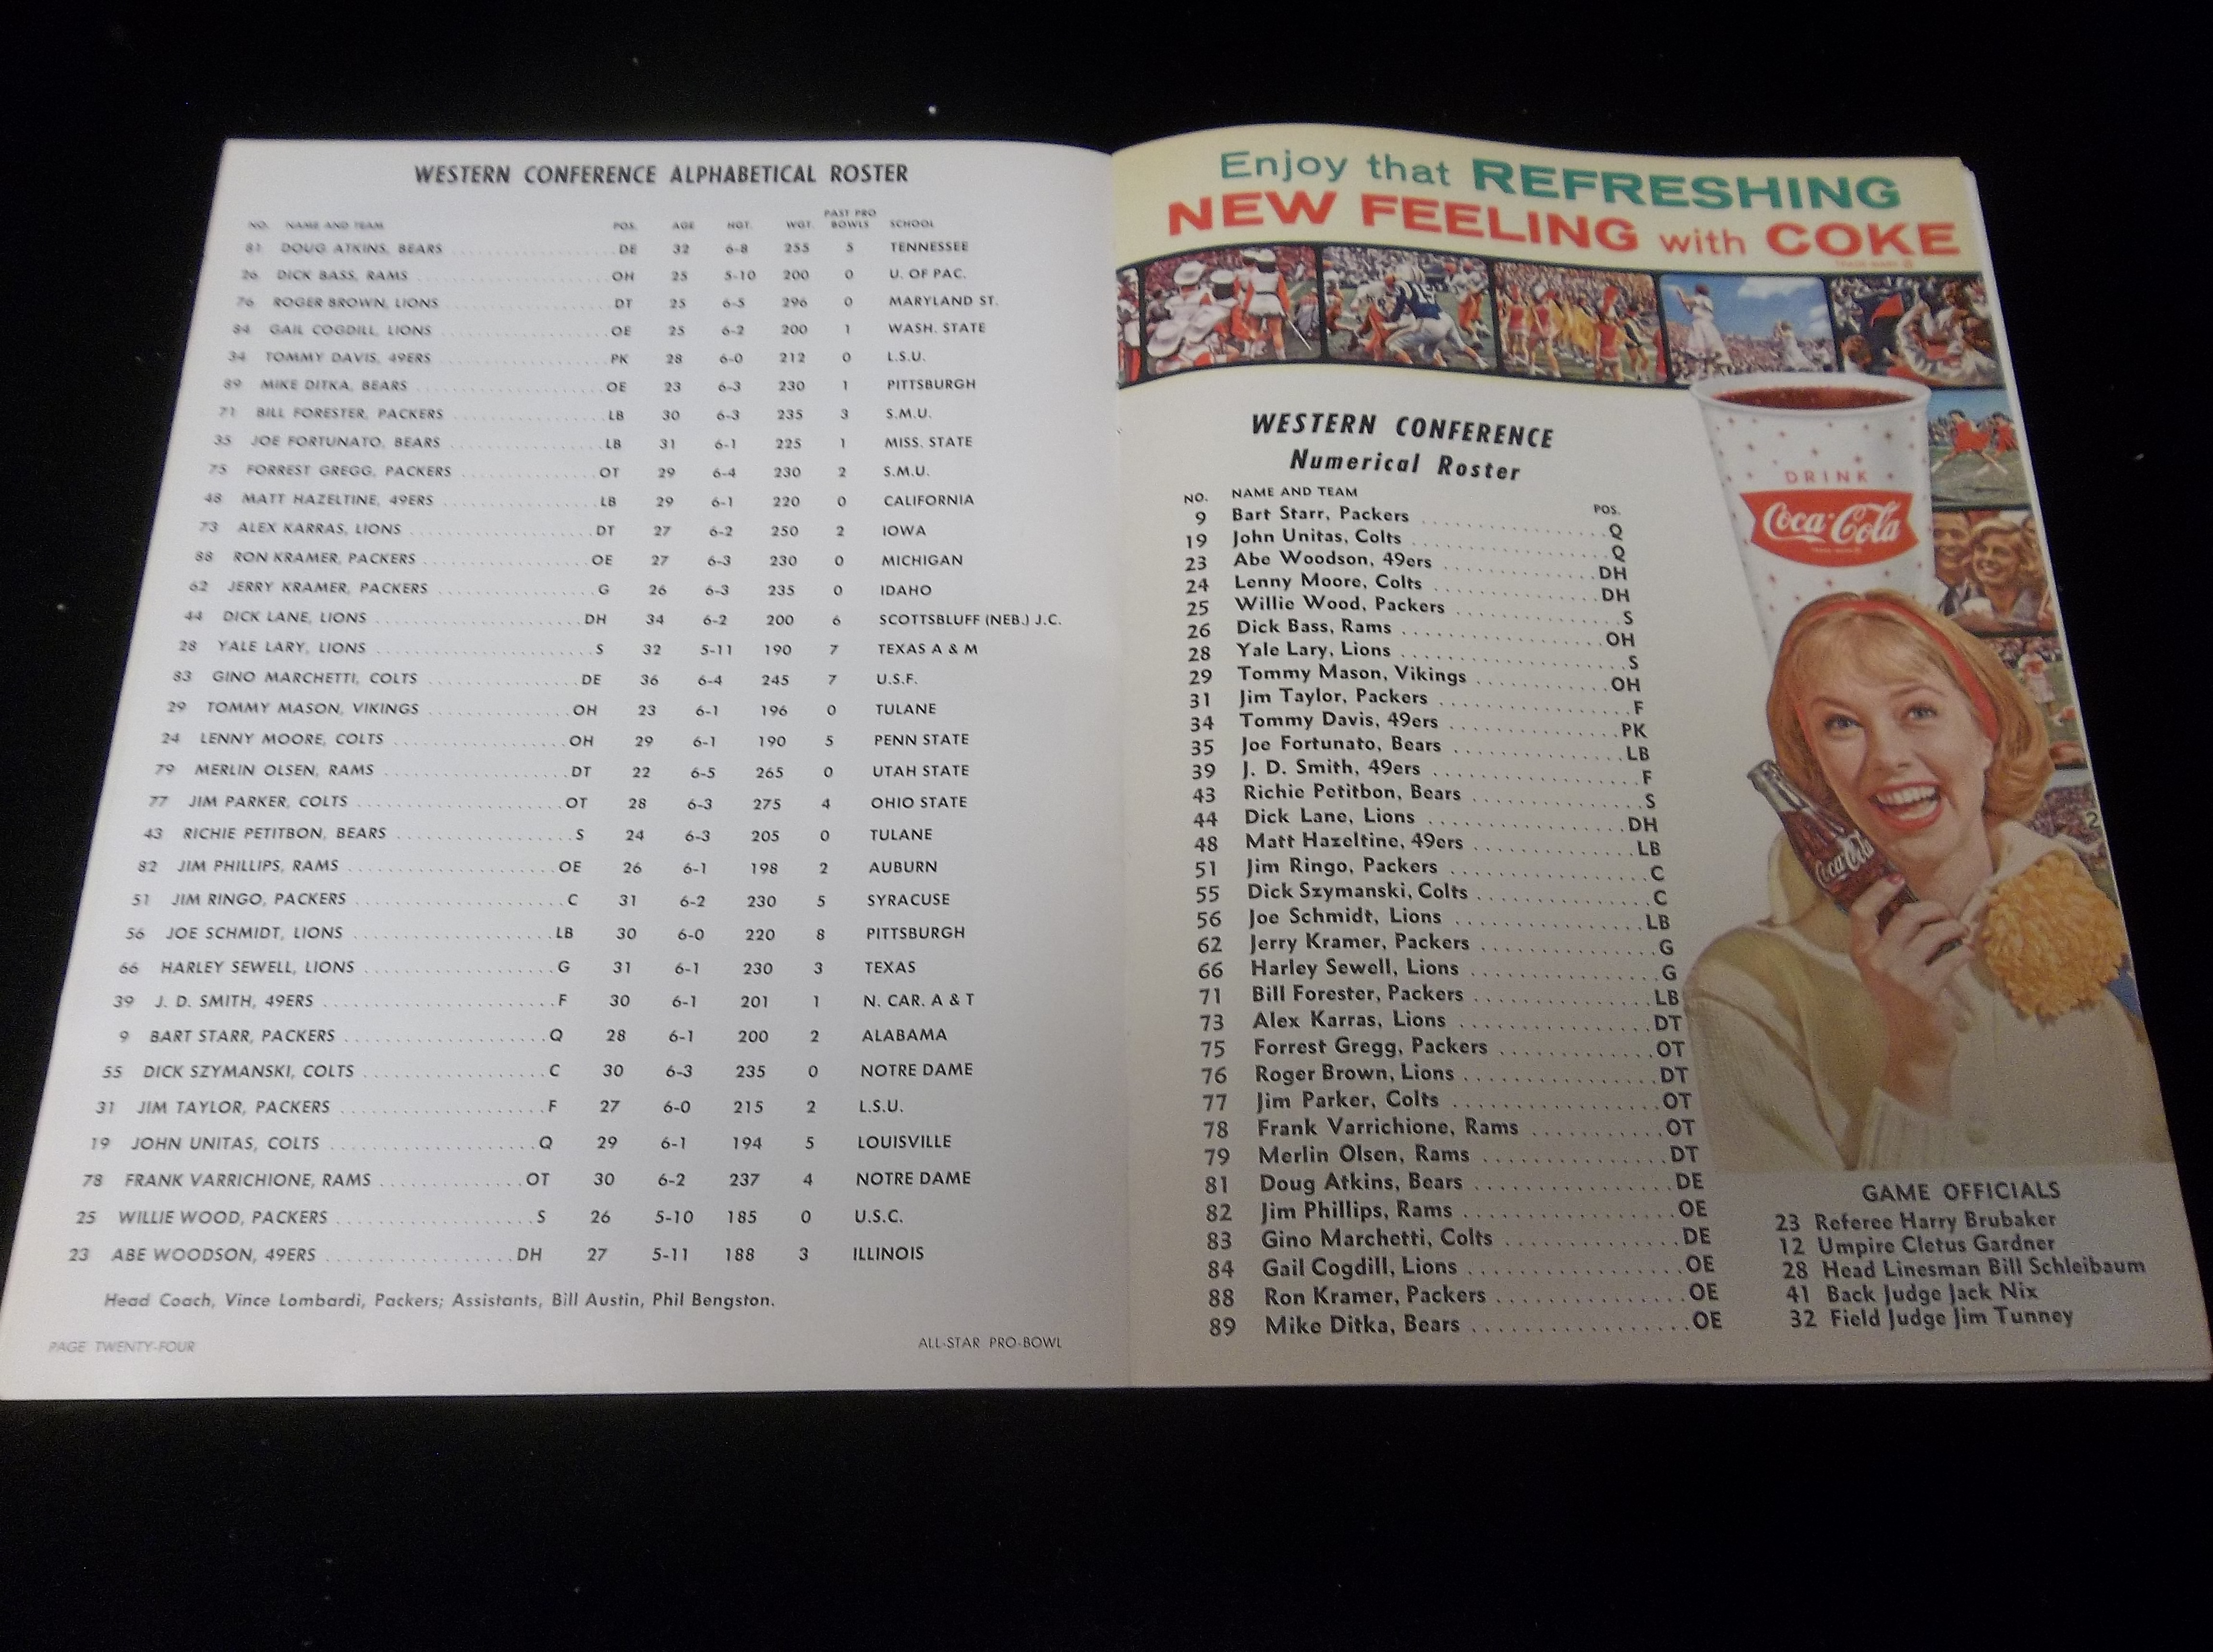 WESTERN CONFERENCE ALPHABETICAL ROSTER
NO. NAME AND TEAM POS. AGE HGT. WGT. PAST PRO BOWLS SCHOOL
81 DOUG ATKINS, BEARS DE 32 6-8 255 5 TENNESSEE
26 DICK BASS, RAMS OH 25 5-10 200 0 U. OF PAC.
76 ROGER BROWN, LIONS DT 25 6-5 296 0 MARYLAND ST.
84 GAIL COGDILL, LIONS OE 25 6-2 200 1 WASH. STATE
34 TOMMY DAVIS, 49ERS PK 28 6-0 212 0 L.S.U.
89 MIKE DITKA, BEARS OE 23 6-3 230 1 PITTSBURGH
71 BILL FORESTER, PACKERS LB 30 6-3 235 3 S.M.U.
35 JOE FORTUNATO, BEARS LB 31 6-1 225 1 MISS. STATE
75 FORREST GREGG, PACKERS OT 29 6-4 230 2 S.M.U.
48 MATT HAZELTINE, 49ERS LB 29 6-1 220 0 CALIFORNIA
73 ALEX KARRAS, LIONS DT 27 6-2 250 2 IOWA
88 RON KRAMER, PACKERS OE 27 6-3 230 0 MICHIGAN
62 JERRY KRAMER, PACKERS G 26 6-3 235 0 IDAHO
44 DICK LANE, LIONS DH 34 6-2 200 6 SCOTTSBLUFF (NEB.) J.C.
28 YALE LARY, LIONS S 32 5-11 190 7 TEXAS A & M
83 GINO MARCHETTI, COLTS DE 36 6-4 245 7 U.S.F.
29 TOMMY MASON, VIKINGS OH 23 6-1 196 0 TULANE
24 LENNY MOORE, COLTS OH 29 6-1 190 5 PENN STATE
79 MERLIN OLSEN, RAMS DT 22 6-5 265 0 UTAH STATE
77 JIM PARKER, COLTS OT 28 6-3 275 4 OHIO STATE
43 RICHIE PETITBON, BEARS S 24 6-3 205 0 TULANE
82 JIM PHILLIPS, RAMS OE 26 6-1 198 2 AUBURN
51 JIM RINGO, PACKERS C 31 6-2 230 5 SYRACUSE
56 JOE SCHMIDT, LIONS LB 30 6-0 220 8 PITTSBURGH
66 HARLEY SEWELL, LIONS G 31 6-1 230 3 TEXAS
39 J. D. SMITH, 49ERS F 30 6-1 201 1 N. CAR. A & T
9 BART STARR, PACKERS Q 28 6-1 200 2 ALABAMA
55 DICK SZYMANSKI, COLTS C 30 6-3 235 0 NOTRE DAME
31 JIM TAYLOR, PACKERS F 27 6-0 215 2 L.S.U.
19 JOHN UNITAS, COLTS Q 29 6-1 194 5 LOUISVILLE
78 FRANK VARRICHIONE, RAMS OT 30 6-2 237 4 NOTRE DAME
25 WILLIE WOOD, PACKERS S 26 5-10 185 0 U.S.C.
23 ABE WOODSON, 49ERS DH 27 5-11 188 3 ILLINOIS
Head Coach, Vince Lombardi, Packers; Assistants, Bill Austin, Phil Bengston.
PAGE TWENTY-FOUR ALL-STAR PRO-BOWL
Enjoy that REFRESHING
NEW FEELING with COKE
TRADE-MARK ®
WESTERN CONFERENCE
Numerical Roster
NO. NAME AND TEAM POS.
9 Bart Starr, Packers Q
19 John Unitas, Colts Q
23 Abe Woodson, 49ers DH
24 Lenny Moore, Colts DH
25 Willie Wood, Packers S
26 Dick Bass, Rams OH
28 Yale Lary, Lions S
29 Tommy Mason, Vikings OH
31 Jim Taylor, Packers F
34 Tommy Davis, 49ers PK
35 Joe Fortunato, Bears LB
39 J. D. Smith, 49ers F
43 Richie Petitbon, Bears S
44 Dick Lane, Lions DH
48 Matt Hazeltine, 49ers LB
51 Jim Ringo, Packers C
55 Dick Szymanski, Colts C
56 Joe Schmidt, Lions LB
62 Jerry Kramer, Packers G
66 Harley Sewell, Lions G
71 Bill Forester, Packers LB
73 Alex Karras, Lions DT
75 Forrest Gregg, Packers OT
76 Roger Brown, Lions DT
77 Jim Parker, Colts OT
78 Frank Varrichione, Rams OT
79 Merlin Olsen, Rams DT
81 Doug Atkins, Bears DE
82 Jim Phillips, Rams OE
83 Gino Marchetti, Colts DE
84 Gail Cogdill, Lions OE
88 Ron Kramer, Packers OE
89 Mike Ditka, Bears OE
DRINK
Coca-Cola
Coca-Cola
GAME OFFICIALS
23 Referee Harry Brubaker
12 Umpire Cletus Gardner
28 Head Linesman Bill Schleibaum
41 Back Judge Jack Nix
32 Field Judge Jim Tunney